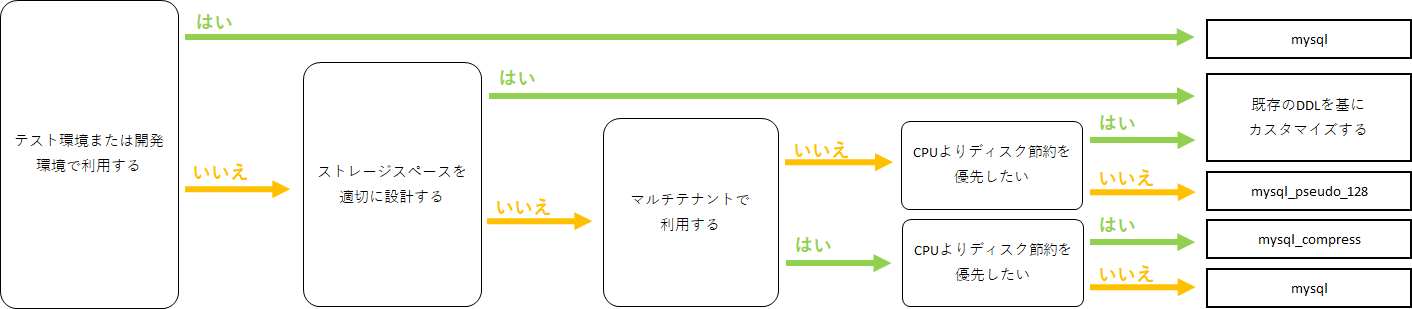 テスト環境または開発
環境で利用する
はい
いいえ
ストレージスペースを
適切に設計する
はい
いいえ
マルチテナントで
利用する
いいえ
はい
CPUよりディスク節約を
優先したい
はい
いいえ
CPUよりディスク節約を
優先したい
はい
いいえ
mysql
既存のDDLを基に
カスタマイズする
mysql_pseudo_128
mysql_compress
mysql